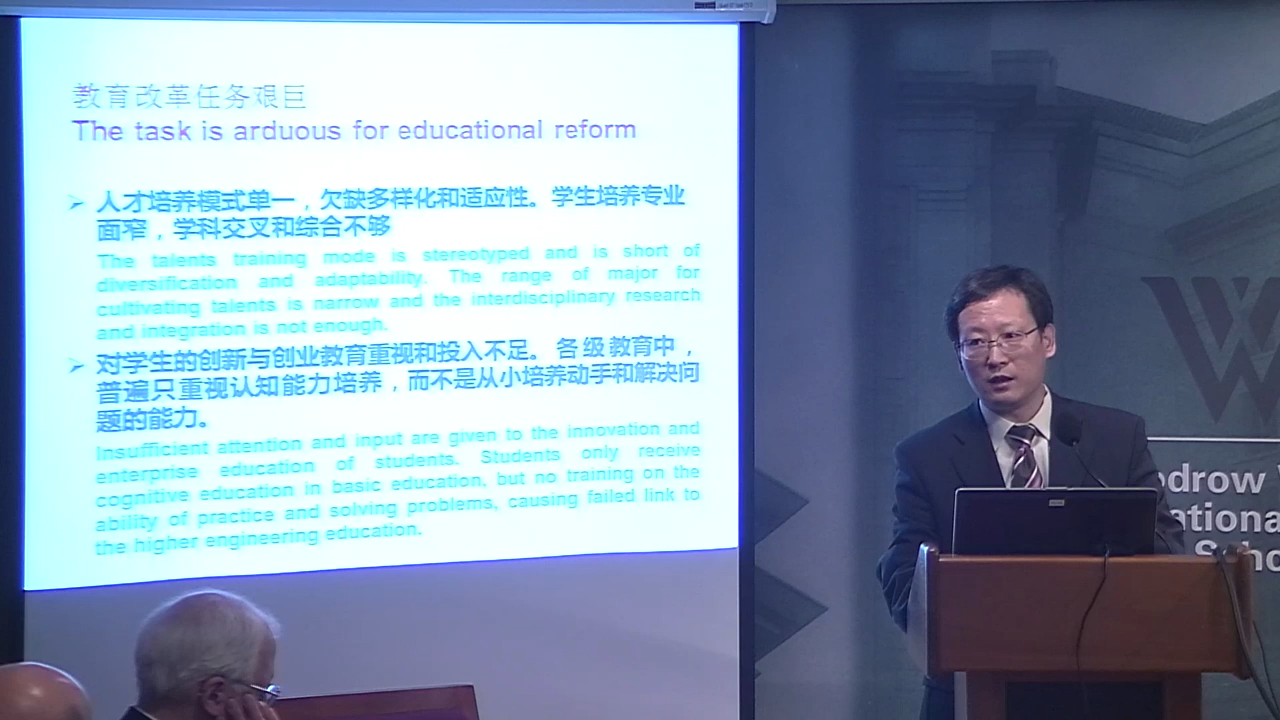 教育改革任务艰巨
The task is arduous for educational reform
人才培养模式单一，欠缺多样化和适应性。学生培养专业
面窄，学科交叉和综合不够
The talents training mode is stereotyped and is short of
diversification and adaptability. The range of major for
cultivating talents is narrow and the interdisciplinary research
and integration is not enough.
对学生的创新与创业教育重视和投入不足。各级教育中，
普遍只重视认知能力培养，而不是从小培养动手和解决问
题的能力。
Insufficient attention and input are given to the innovation and
enterprise education of students. Students only receive
cognitive education in basic education, but no training on the
ability of practice and solving problems, causing failed link to
the higher engineering education.
W
odrow
ationa
Scho